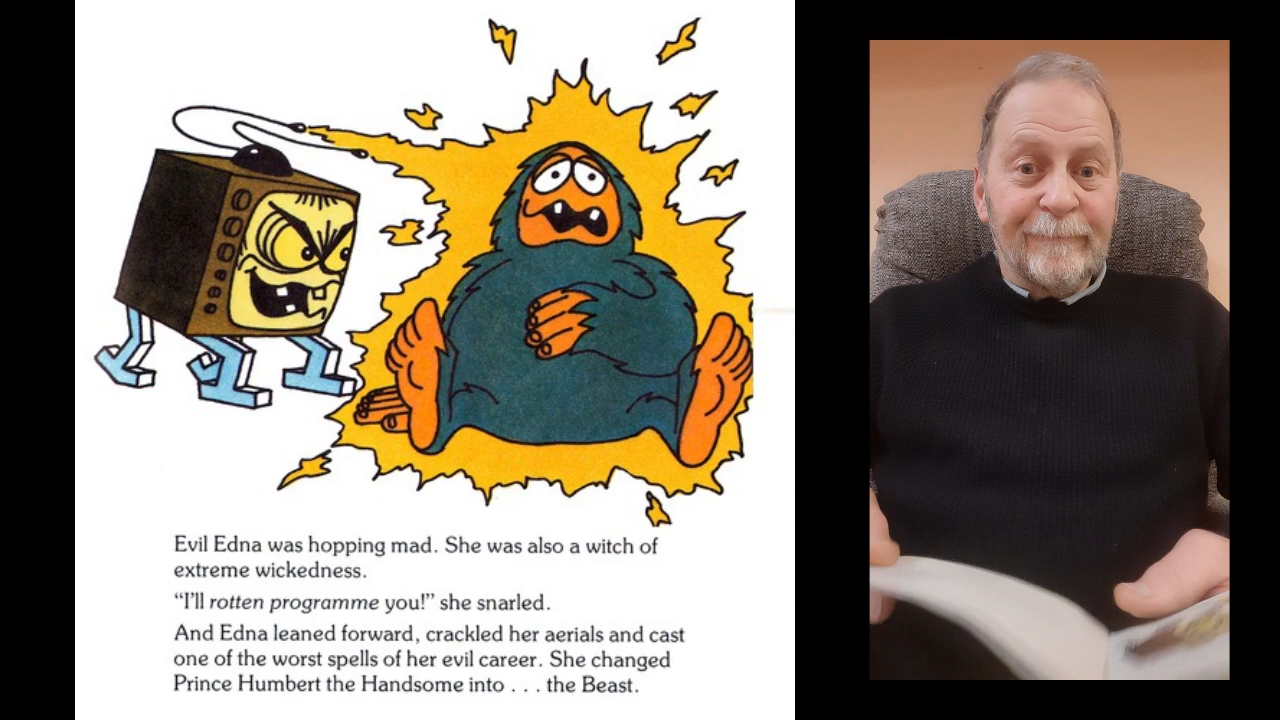 Evil Edna was hopping mad. She was also a witch of
extreme wickedness.
“I’ll rotten programme you!” she snarled.
And Edna leaned forward, crackled her aerials and cast
one of the worst spells of her evil career. She changed
Prince Humbert the Handsome into . . . the Beast.